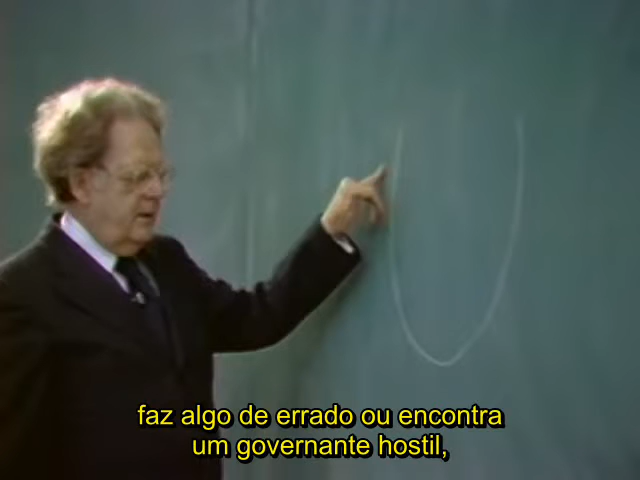 faz algo de errado ou encontra
um governante hostil,